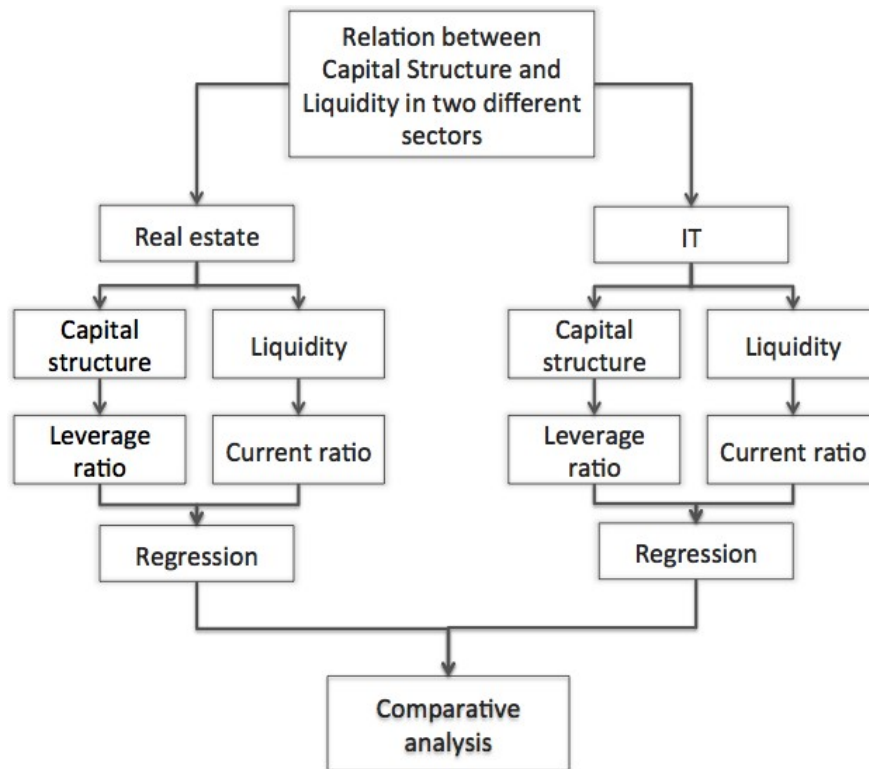 Relation between
Capital Structure and
Liquidity in two different
sectors
Real estate
IT
Capital
structure
Liquidity
Capital
structure
Liquidity
Leverage
ratio
Current ratio
Leverage
ratio
Current ratio
Regression
Regression
Comparative
analysis